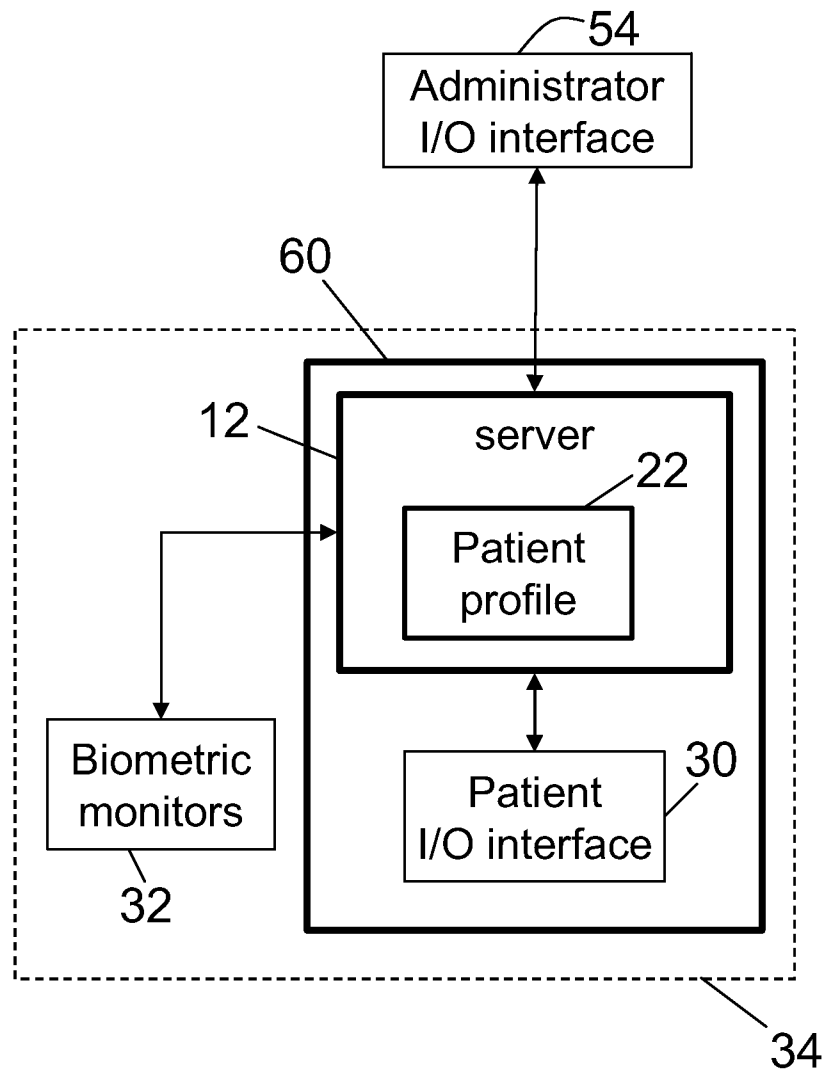 54
Administrator
I/O interface
60
12
server
22
Patient
profile
Biometric
monitors
32
Patient
I/O interface
30
34